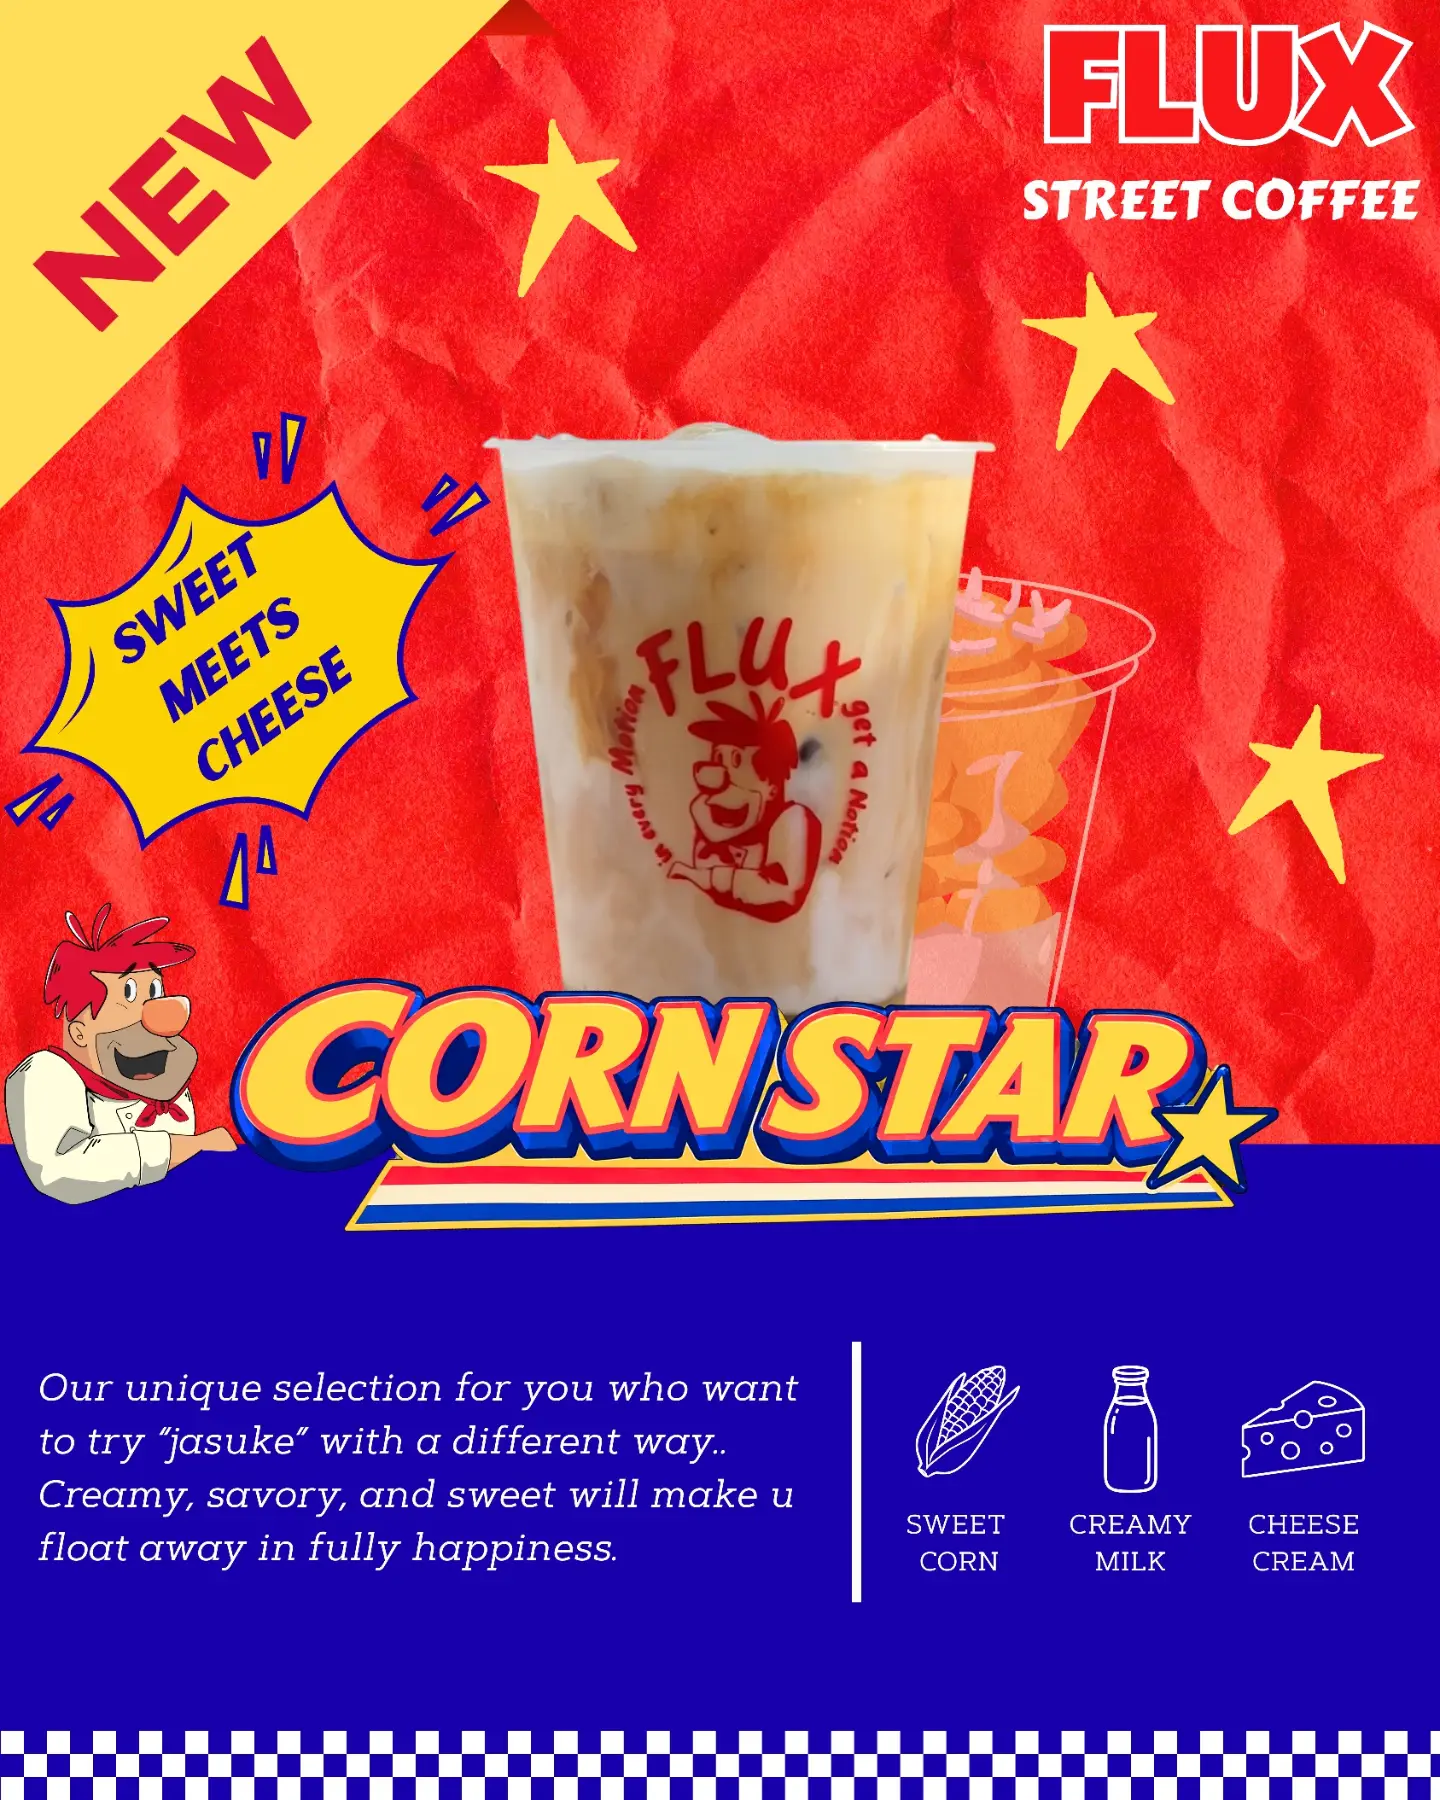 NEW
FLUX
STREET COFFEE
SWEET
MEETS
CHEESE
FLUX
in every Motion
get a Notion
CORN STAR
Our unique selection for you who want
to try "jasuke" with a different way..
Creamy, savory, and sweet will make u
float away in fully happiness.
SWEET
CORN
CREAMY
MILK
CHEESE
CREAM